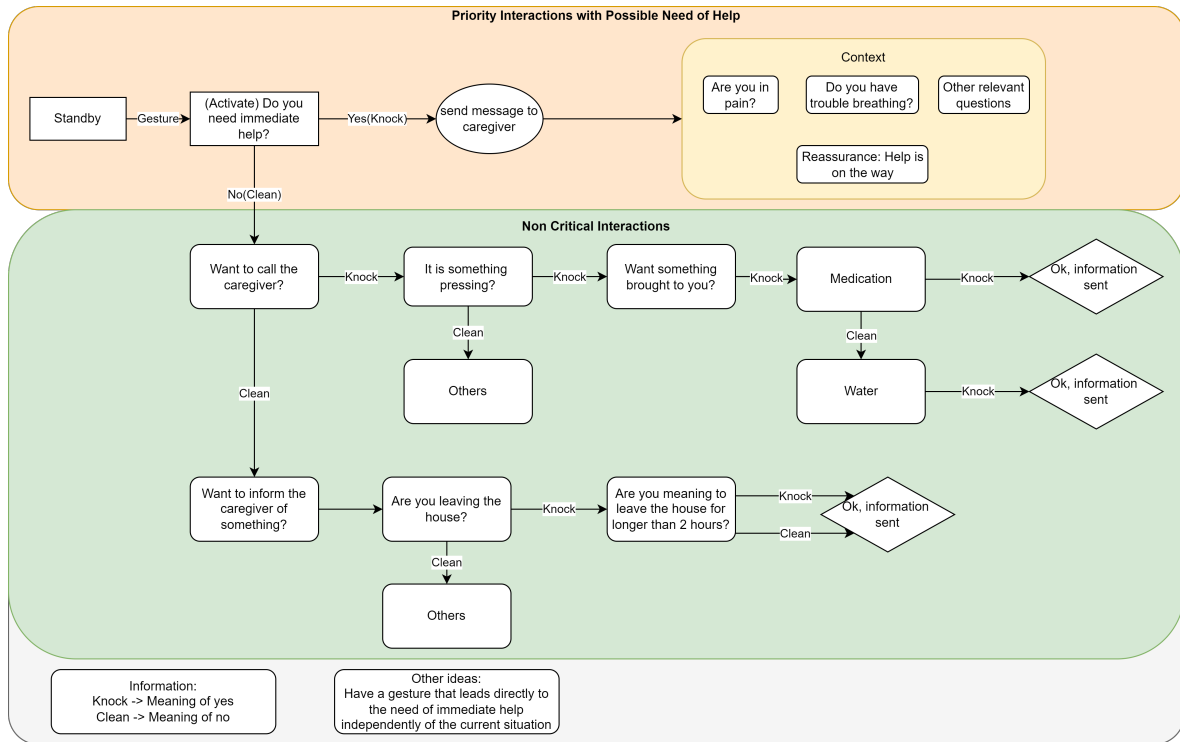 Priority Interactions with Possible Need of Help
Context
Are you in
pain?
Do you have
trouble breathing?
Other relevant
questions
Standby
Gesture
(Activate) Do you
need immediate
help?
Yes(Knock)
send message to
caregiver
Reassurance: Help is
on the way
No(Clean)
Non Critical Interactions
Want to call the
caregiver?
Knock
It is something
pressing?
Knock
Want something
brought to you?
Knock
Medication
Knock
Ok, information
sent
Clean
Clean
Others
Water
Knock
Ok, information
sent
Clean
Want to inform the
caregiver of
something?
Are you leaving the
house?
Knock
Are you meaning to
leave the house for
longer than 2 hours?
Knock
Clean
Ok, information
sent
Clean
Others
Information:
Knock -> Meaning of yes
Clean -> Meaning of no
Other ideas:
Have a gesture that leads directly to
the need of immediate help
independently of the current situation